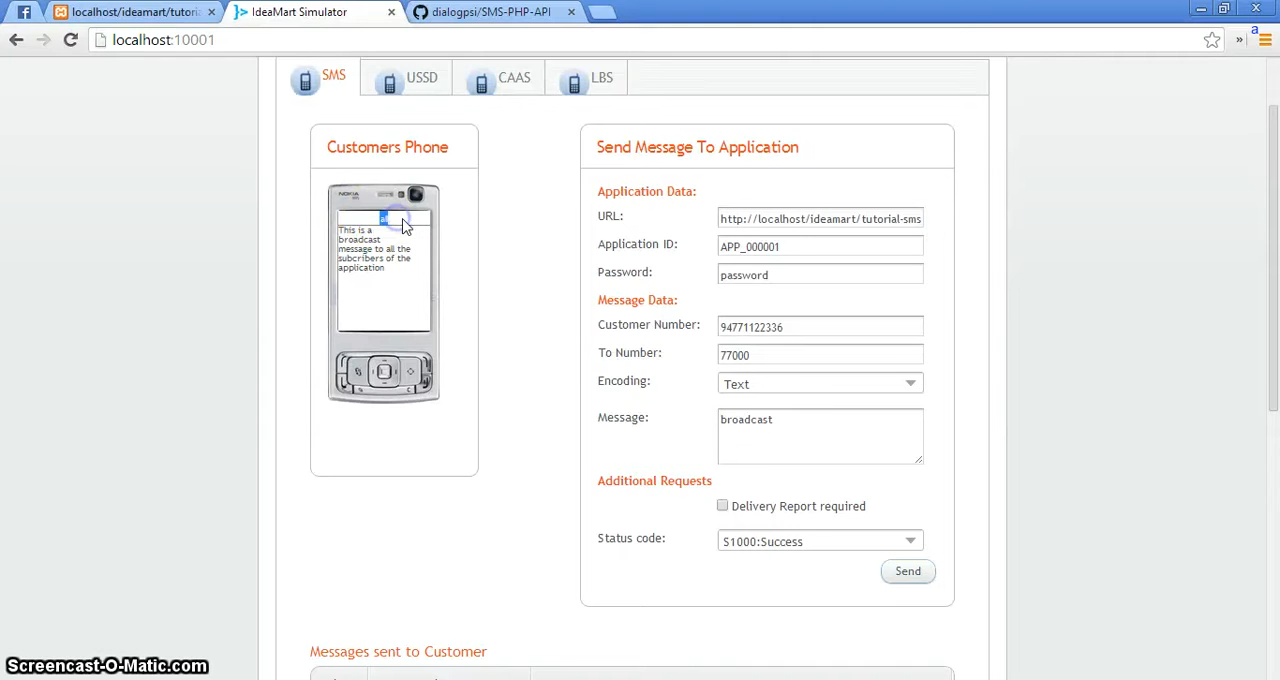 localhost/ideamart/tutoria
IdeaMart Simulator
dialogpsi/SMS-PHP-API
localhost:10001
SMS
USSD
CAAS
LBS
Customers Phone
NOKIA
This is a
broadcast
message to all the
subcribers of the
application
Send Message To Application
Application Data:
URL: http://localhost/ideamart/tutorial-sms
Application ID: APP_000001
Password: password
Message Data:
Customer Number: 94771122336
To Number: 77000
Encoding: Text
Message: broadcast
Additional Requests
Delivery Report required
Status code: S1000:Success
Send
Messages sent to Customer
Screencast-O-Matic.com